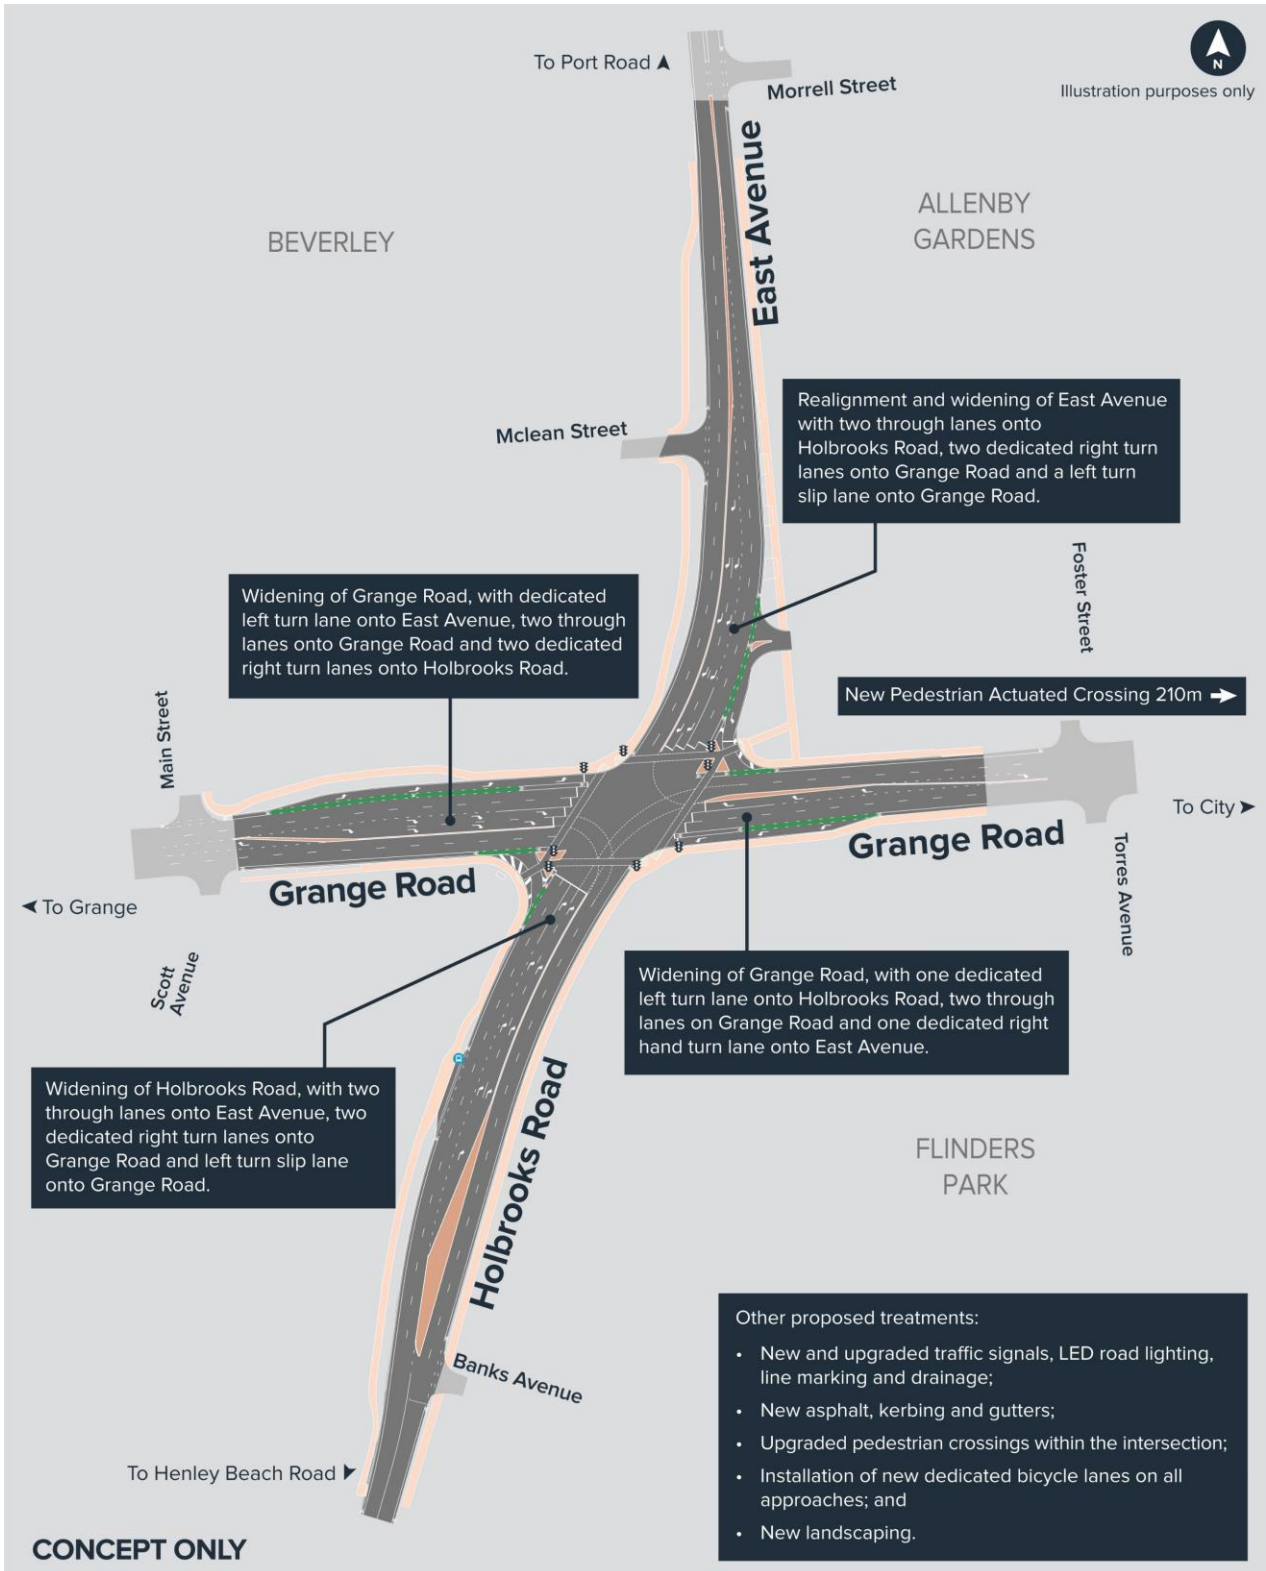 To Port Road
N
Illustration purposes only
Morrell Street
East Avenue
ALLENBY
GARDENS
BEVERLEY
Realignment and widening of East Avenue
with two through lanes onto
Holbrooks Road, two dedicated right turn
lanes onto Grange Road and a left turn
slip lane onto Grange Road.
Mclean Street
Foster Street
Widening of Grange Road, with dedicated
left turn lane onto East Avenue, two through
lanes onto Grange Road and two dedicated
right turn lanes onto Holbrooks Road.
New Pedestrian Actuated Crossing 210m
Main Street
To City
Grange Road
Torres Avenue
Grange Road
To Grange
Scott
Avenue
Widening of Grange Road, with one dedicated
left turn lane onto Holbrooks Road, two through
lanes on Grange Road and one dedicated right
hand turn lane onto East Avenue.
Widening of Holbrooks Road, with two
through lanes onto East Avenue, two
dedicated right turn lanes onto
Grange Road and left turn slip lane
onto Grange Road.
Holbrooks Road
FLINDERS
PARK
Banks Avenue
To Henley Beach Road
Other proposed treatments:
• New and upgraded traffic signals, LED road lighting,
line marking and drainage;
• New asphalt, kerbing and gutters;
• Upgraded pedestrian crossings within the intersection;
• Installation of new dedicated bicycle lanes on all
approaches; and
• New landscaping.
CONCEPT ONLY